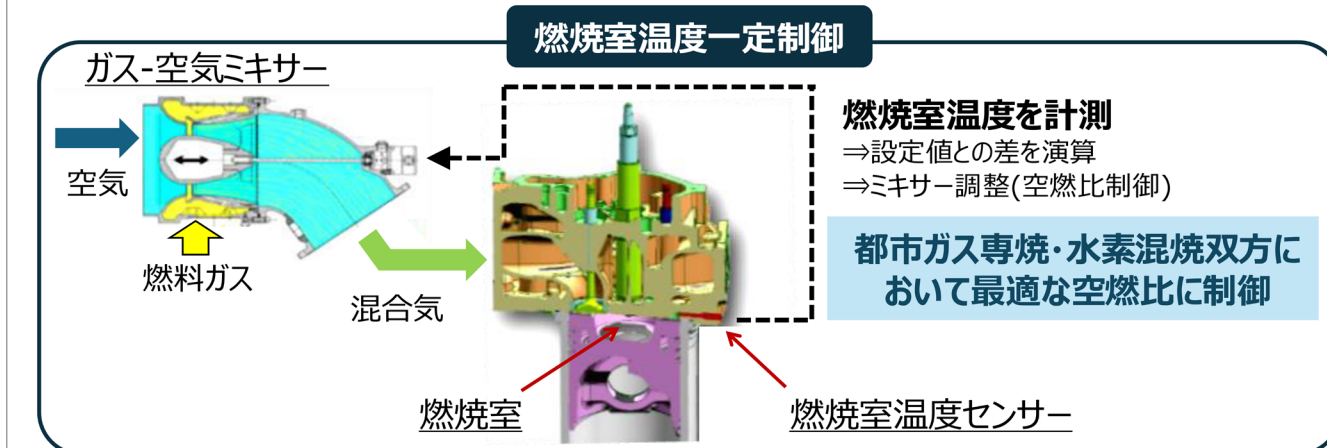 燃焼室温度一定制御
ガス-空気ミキサー
空気
燃料ガス
混合気
燃焼室温度を計測
⇒設定値との差を演算
⇒ミキサー調整(空燃比制御)
都市ガス専焼・水素混焼双方に
おいて最適な空燃比に制御
燃焼室
燃焼室温度センサー